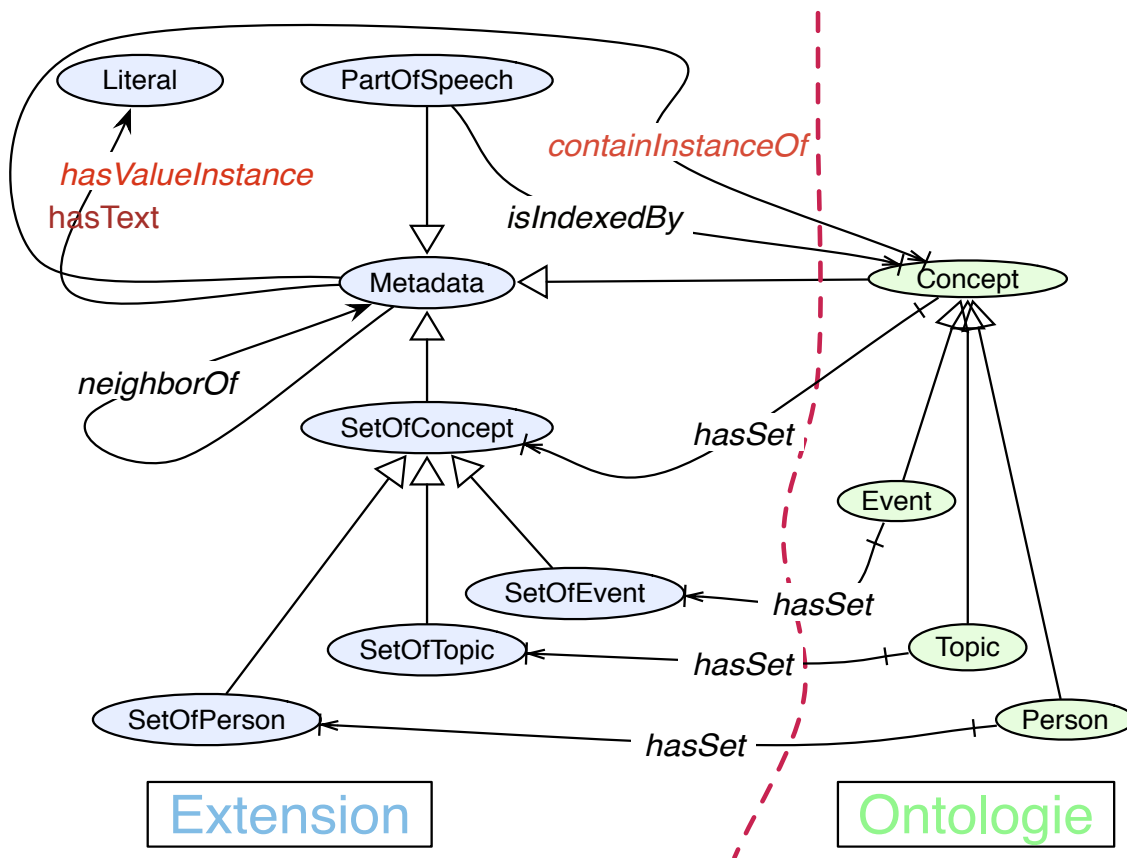 Literal
PartOfSpeech
containInstanceOf
hasValueInstance
hasText
isIndexedBy
Metadata
Concept
neighborOf
SetOfConcept
hasSet
Event
SetOfEvent
hasSet
SetOfTopic
hasSet
Topic
SetOfPerson
hasSet
Person
Extension
Ontologie